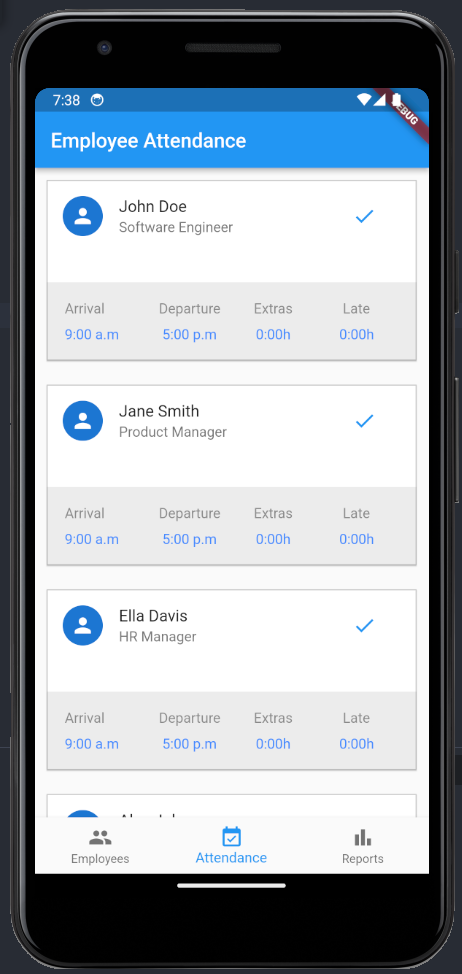 7:38
DEBUG
Employee Attendance
John Doe
Software Engineer
Arrival Departure Extras Late
9:00 a.m 5:00 p.m 0:00h 0:00h
Jane Smith
Product Manager
Arrival Departure Extras Late
9:00 a.m 5:00 p.m 0:00h 0:00h
Ella Davis
HR Manager
Arrival Departure Extras Late
9:00 a.m 5:00 p.m 0:00h 0:00h
Employees Attendance Reports